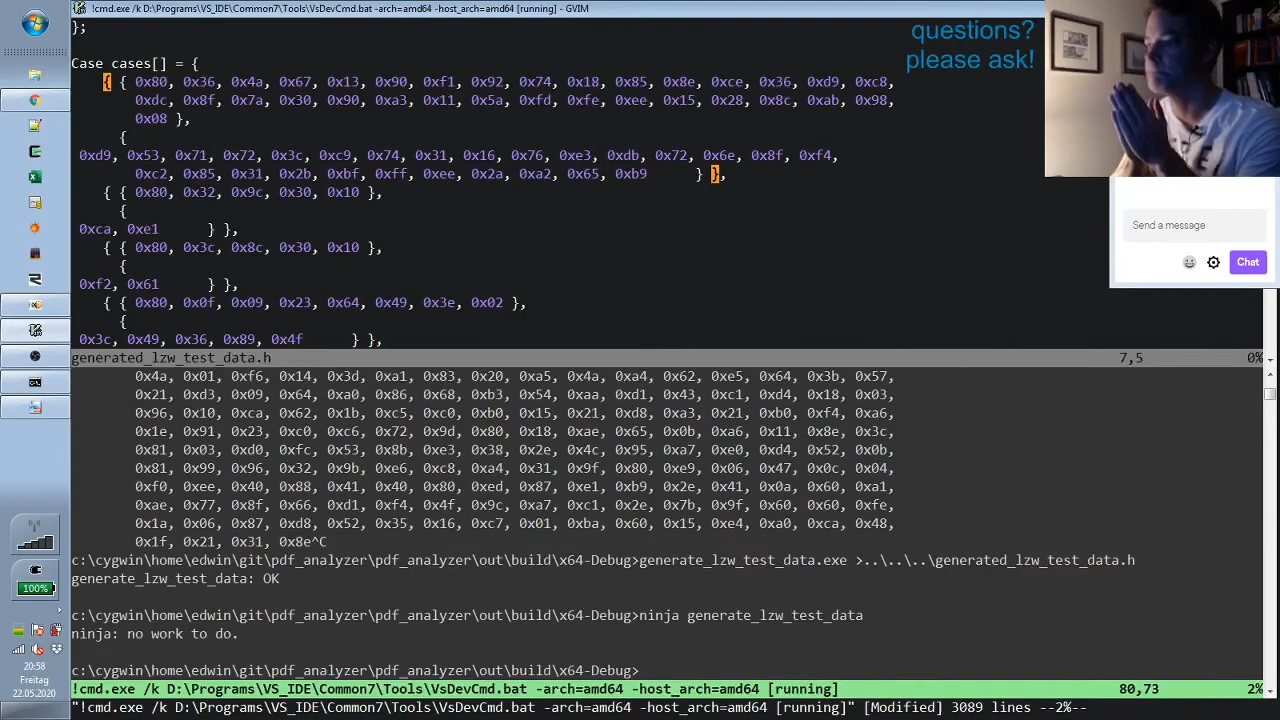 !cmd.exe /k D:\Programs\VS_IDE\Common7\Tools\VsDevCmd.bat -arch=amd64 -host_arch=amd64 [running] - GVIM
questions?
please ask!
};
Case cases[] = {
{ { 0x80, 0x36, 0x4a, 0x67, 0x13, 0x90, 0xf1, 0x92, 0x74, 0x18, 0x85, 0x8e, 0xce, 0x36, 0xd9, 0xc8,
0xdc, 0x8f, 0x7a, 0x30, 0x90, 0xa3, 0x11, 0x5a, 0xfd, 0xfe, 0xee, 0x15, 0x28, 0x8c, 0xab, 0x98,
0x08 },
{
0xd9, 0x53, 0x71, 0x72, 0x3c, 0xc9, 0x74, 0x31, 0x16, 0x76, 0xe3, 0xdb, 0x72, 0x6e, 0x8f, 0xf4,
0xc2, 0x85, 0x31, 0x2b, 0xbf, 0xff, 0xee, 0x2a, 0xa2, 0x65, 0xb9 } },
{ { 0x80, 0x32, 0x9c, 0x30, 0x10 },
{
0xca, 0xe1 } },
{ { 0x80, 0x3c, 0x8c, 0x30, 0x10 },
{
0xf2, 0x61 } },
{ { 0x80, 0x0f, 0x09, 0x23, 0x64, 0x49, 0x3e, 0x02 },
{
0x3c, 0x49, 0x36, 0x89, 0x4f } },
Send a message
Chat
generated_lzw_test_data.h 7,5 0%
0x4a, 0x01, 0xf6, 0x14, 0x3d, 0xa1, 0x83, 0x20, 0xa5, 0x4a, 0xa4, 0x62, 0xe5, 0x64, 0x3b, 0x57,
0x21, 0xd3, 0x09, 0x64, 0xa0, 0x86, 0x68, 0xb3, 0x54, 0xaa, 0xd1, 0x43, 0xc1, 0xd4, 0x18, 0x03,
0x96, 0x10, 0xca, 0x62, 0x1b, 0xc5, 0xc0, 0xb0, 0x15, 0x21, 0xd8, 0xa3, 0x21, 0xb0, 0xf4, 0xa6,
0x1e, 0x91, 0x23, 0xc0, 0xc6, 0x72, 0x9d, 0x80, 0x18, 0xae, 0x65, 0x0b, 0xa6, 0x11, 0x8e, 0x3c,
0x81, 0x03, 0xd0, 0xfc, 0x53, 0x8b, 0xe3, 0x38, 0x2e, 0x4c, 0x95, 0xa7, 0xe0, 0xd4, 0x52, 0x0b,
0x81, 0x99, 0x96, 0x32, 0x9b, 0xe6, 0xc8, 0xa4, 0x31, 0x9f, 0x80, 0xe9, 0x06, 0x47, 0x0c, 0x04,
0xf0, 0xee, 0x40, 0x88, 0x41, 0x40, 0x80, 0xed, 0x87, 0xe1, 0xb9, 0x2e, 0x41, 0x0a, 0x60, 0xa1,
0xae, 0x77, 0x8f, 0x66, 0xd1, 0xf4, 0x4f, 0x9c, 0xa7, 0xc1, 0x2e, 0x7b, 0x9f, 0x60, 0x60, 0xfe,
0x1a, 0x06, 0x87, 0xd8, 0x52, 0x35, 0x16, 0xc7, 0x01, 0xba, 0x60, 0x15, 0xe4, 0xa0, 0xca, 0x48,
0x1f, 0x21, 0x31, 0x8e^C
c:\cygwin\home\edwin\git\pdf_analyzer\pdf_analyzer\out\build\x64-Debug>generate_lzw_test_data.exe >..\..\..\generated_lzw_test_data.h
generate_lzw_test_data: OK
c:\cygwin\home\edwin\git\pdf_analyzer\pdf_analyzer\out\build\x64-Debug>ninja generate_lzw_test_data
ninja: no work to do.
c:\cygwin\home\edwin\git\pdf_analyzer\pdf_analyzer\out\build\x64-Debug>
!cmd.exe /k D:\Programs\VS_IDE\Common7\Tools\VsDevCmd.bat -arch=amd64 -host_arch=amd64 [running] 80,73 2%
"!cmd.exe /k D:\Programs\VS_IDE\Common7\Tools\VsDevCmd.bat -arch=amd64 -host_arch=amd64 [running]" [Modified] 3089 lines --2%--
100%
20:58
Freitag
22.05.2020